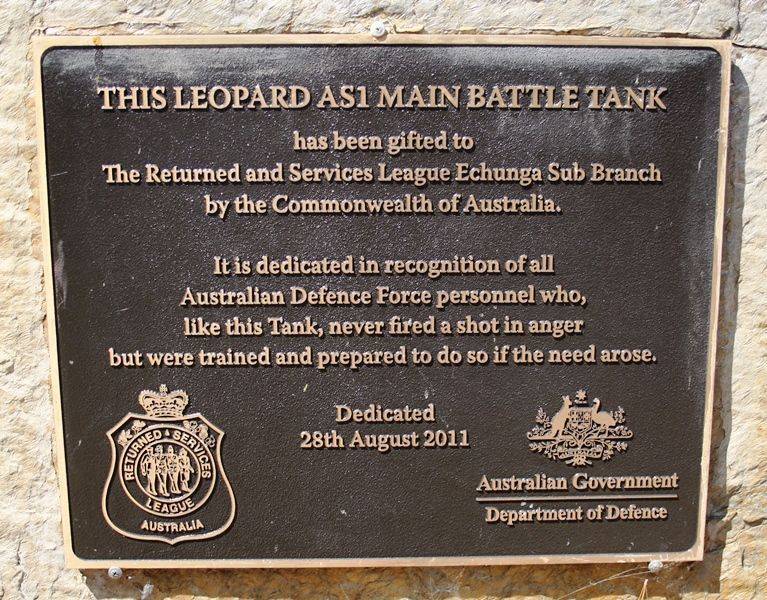 THIS LEOPARD AS1 MAIN BATTLE TANK
has been gifted to
The Returned and Services League Echunga Sub Branch
by the Commonwealth of Australia.
It is dedicated in recognition of all
Australian Defence Force personnel who,
like this Tank, never fired a shot in anger
but were trained and prepared to do so if the need arose.
Dedicated
28th August 2011
RETURNED & SERVICES
LEAGUE
AUSTRALIA
Australian Government
Department of Defence